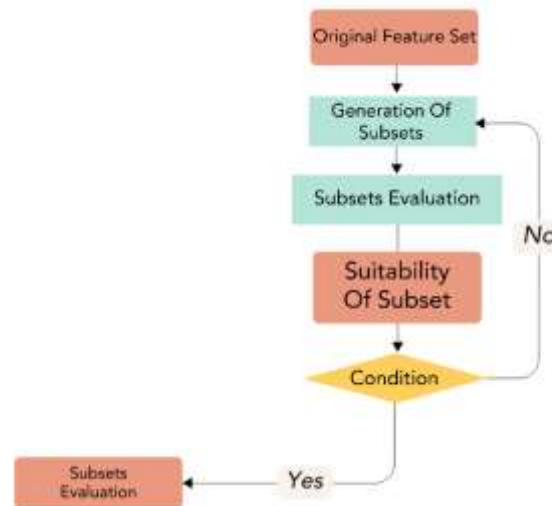 Original Feature Set
Generation Of
Subsets
Subsets Evaluation
No
Suitability
Of Subset
Condition
Yes
Subsets
Evaluation